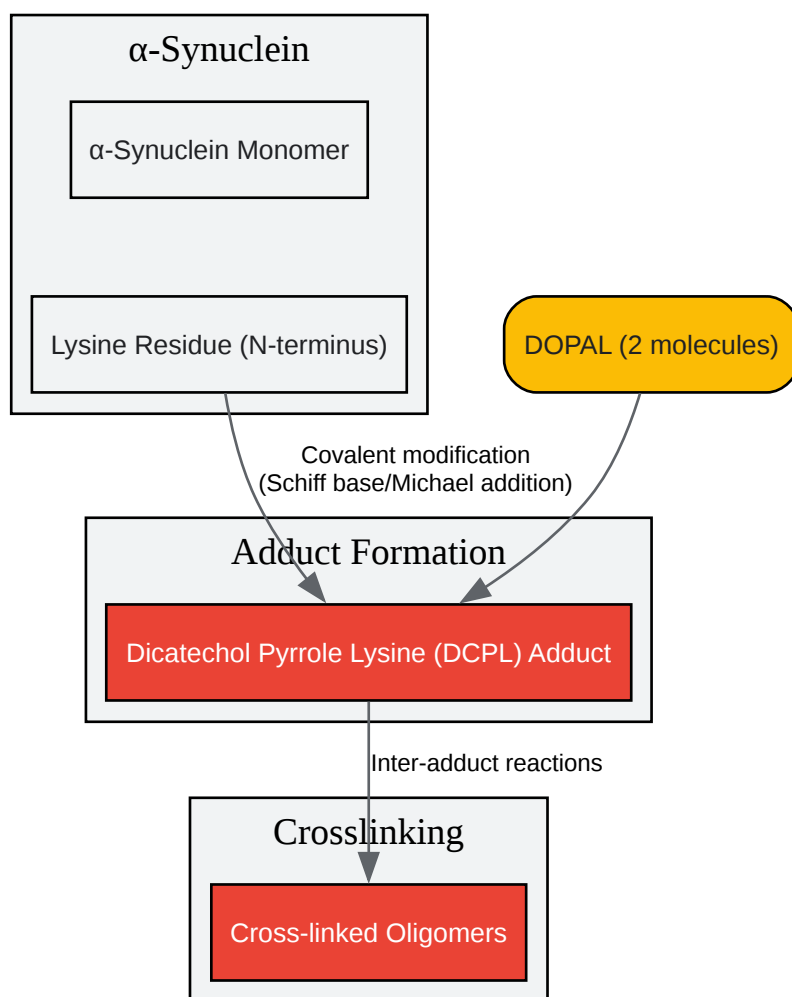 α-Synuclein
α-Synuclein Monomer
Lysine Residue (N-terminus)
DOPAL (2 molecules)
Covalent modification
(Schiff base/Michael addition)
Adduct Formation
Dicatechol Pyrrole Lysine (DCPL) Adduct
Inter-adduct reactions
Crosslinking
Cross-linked Oligomers